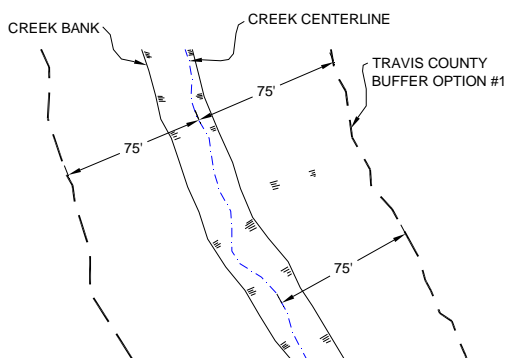 CREEK BANK
CREEK CENTERLINE
TRAVIS COUNTY
BUFFER OPTION #1
75'
75'
75'